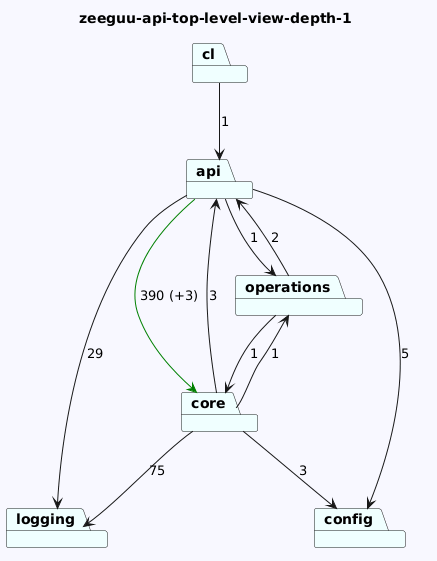 zeeguu-api-top-level-view-depth-1
cl
1
api
1
2
operations
390 (+3)
3
1
1
29
5
core
75
3
logging
config